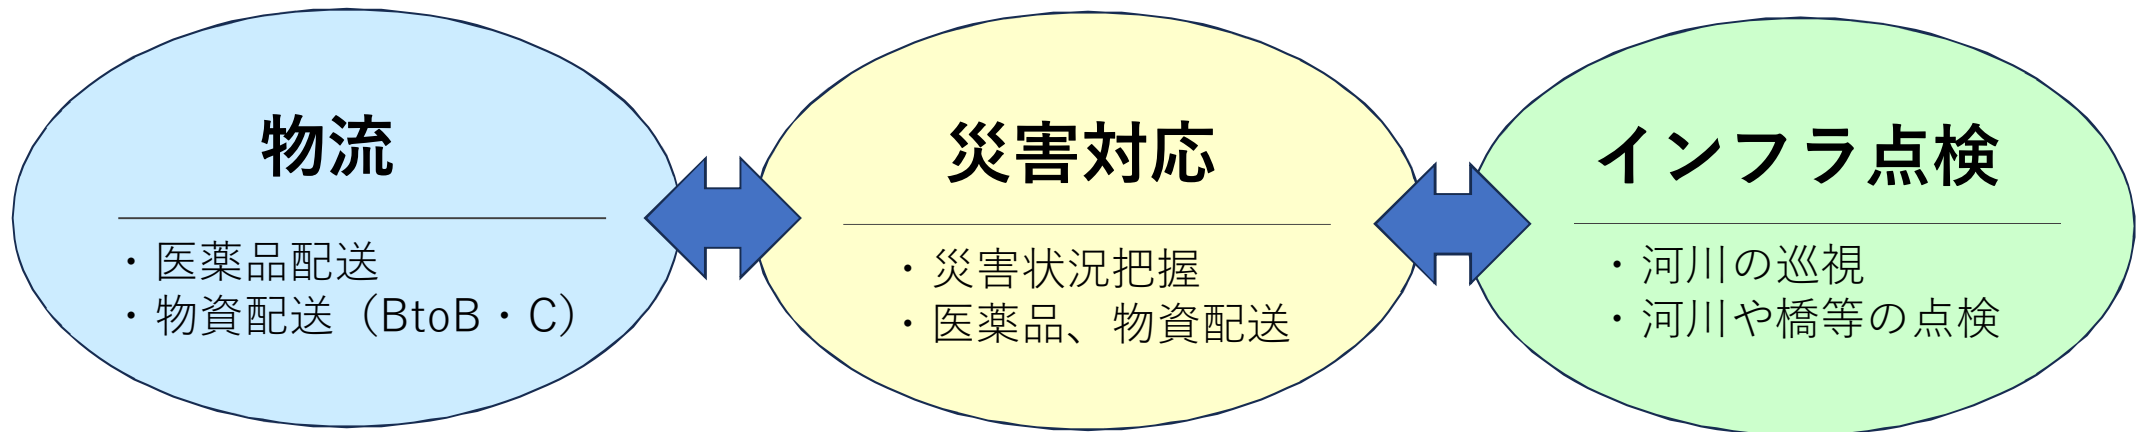 物流
・医薬品配送
・物資配送（BtoB・C）
災害対応
・災害状況把握
・医薬品、物資配送
インフラ点検
・河川の巡視
・河川や橋等の点検